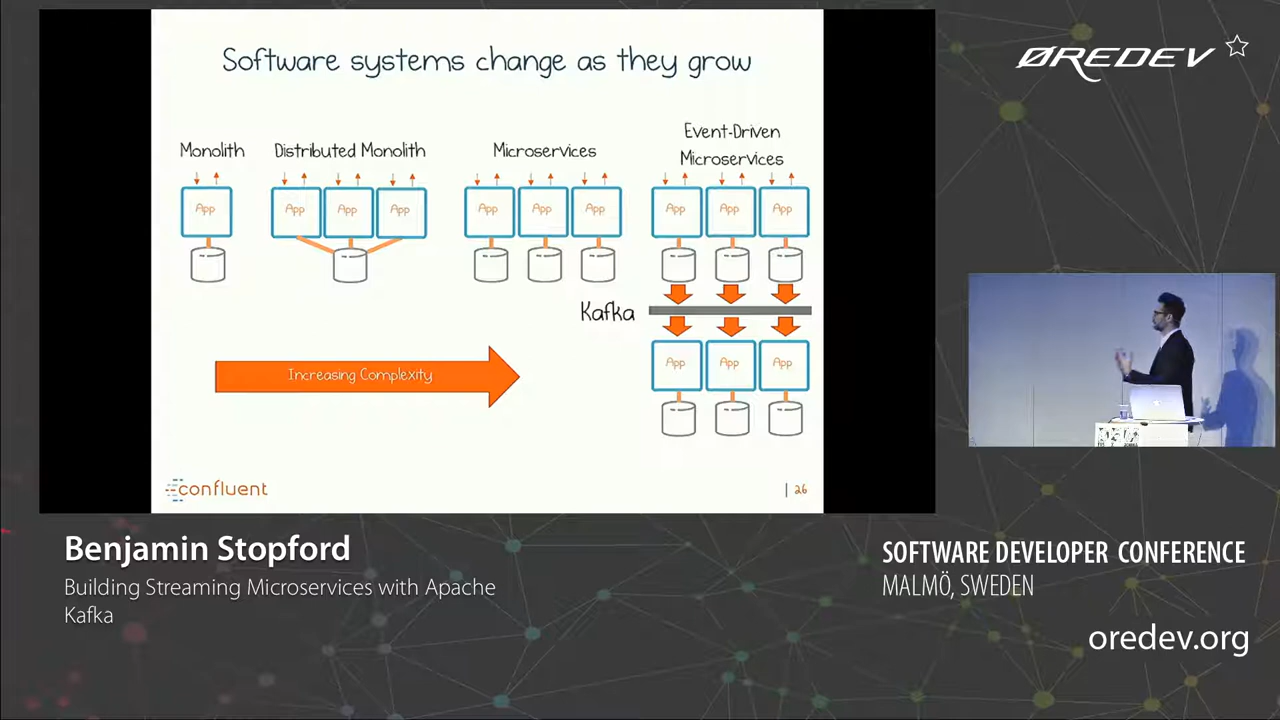 Software systems change as they grow
Monolith
Distributed Monolith
Microservices
Event-Driven
Microservices
App
App
App
App
App
App
App
App
App
App
Kafka
App
App
App
Increasing Complexity
confluent
| 26
ØREDEV
Benjamin Stopford
Building Streaming Microservices with Apache
Kafka
SOFTWARE DEVELOPER CONFERENCE
MALMÖ, SWEDEN
oredev.org